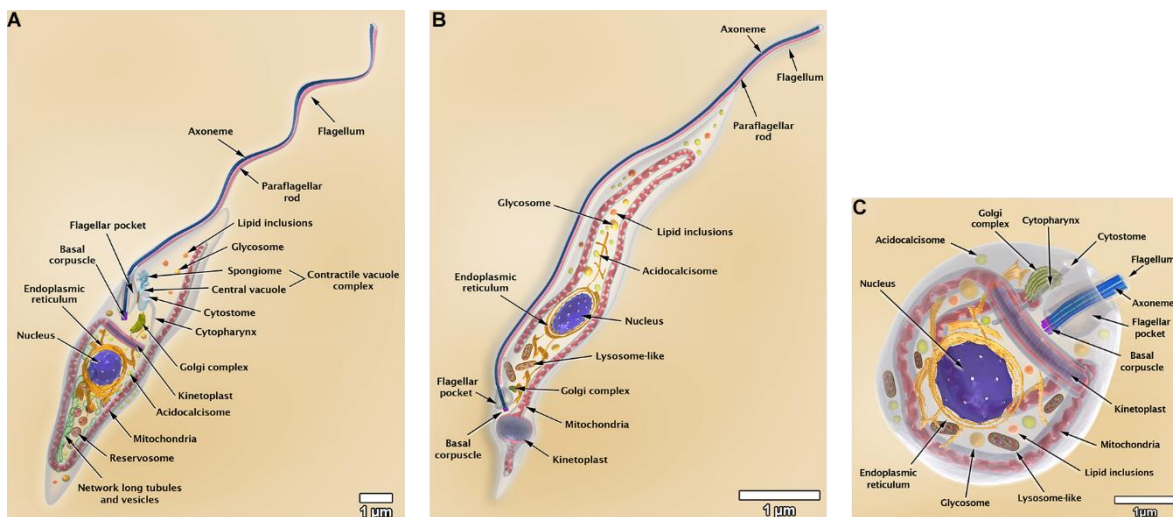 A
Flagellum
Axoneme
Paraflagellar
rod
Flagellar pocket
Basal
corpuscle
Endoplasmic
reticulum
Nucleus
Lipid inclusions
Glycosome
Spongiome
Central vacuole
Contractile vacuole
complex
Cytostome
Cytopharynx
Golgi complex
Kinetoplast
Acidocalcisome
Mitochondria
Reservosome
Network long tubules
and vesicles
1 µm
B
Axoneme
Flagellum
Paraflagellar
rod
Glycosome
Lipid inclusions
Acidocalcisome
Endoplasmic
reticulum
Nucleus
Lysosome-like
Flagellar
pocket
Golgi complex
Mitochondria
Basal
corpuscle
Kinetoplast
1 µm
C
Golgi
complex
Cytopharynx
Acidocalcisome
Cytostome
Flagellum
Nucleus
Axoneme
Flagellar
pocket
Basal
corpuscle
Kinetoplast
Mitochondria
Endoplasmic
reticulum
Lipid inclusions
Glycosome
Lysosome-like
1µm